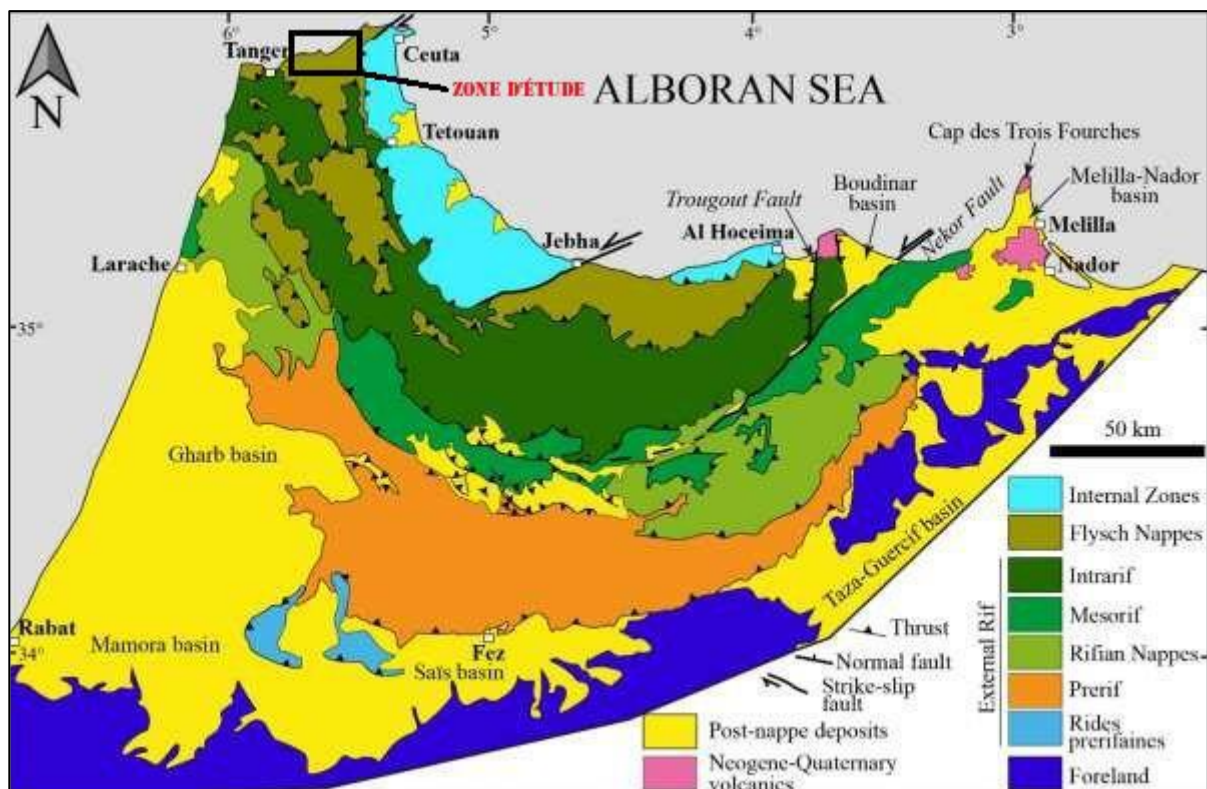 6°
5°
4°
3°
Tanger
Ceuta
ZONE D'ÉTUDE
ALBORAN SEA
N
Tetouan
Cap des Trois Fourches
Trougout Fault
Boudinar
basin
Nekor Fault
Melilla-Nador
basin
Jebha
Al Hoceima
Melilla
Larache
Nador
35°
50 km
Gharb basin
Internal Zones
Flysch Nappes
Taza-Guercif basin
External Rif
Intrarif
Mesorif
Rifian Nappes
Prerif
Rides
prerifaines
Foreland
Rabat
34°
Mamora basin
Fez
Saïs basin
Thrust
Normal fault
Strike-slip
fault
Post-nappe deposits
Neogene-Quaternary
volcanics